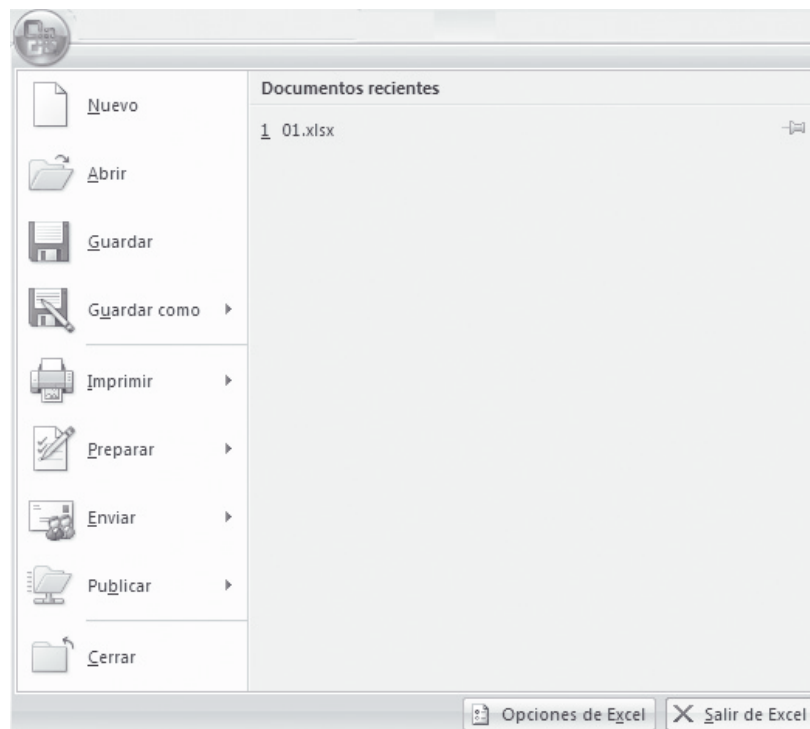 Documentos recientes
1 01.xlsx
Nuevo
Abrir
Guardar
Guardar como
Imprimir
Preparar
Enviar
Publicar
Cerrar
Opciones de Excel
Salir de Excel